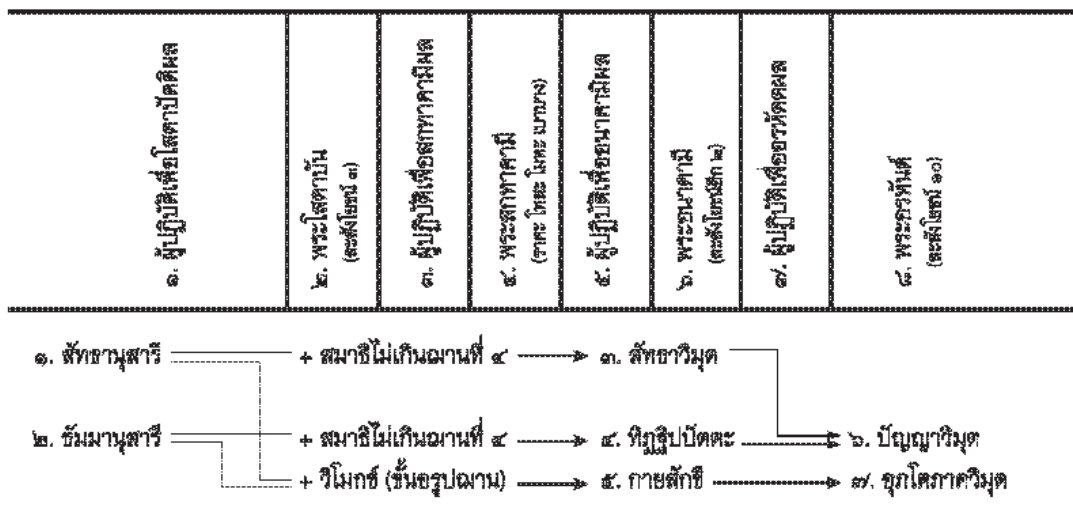 ๑. ผู้ปฏิบัติเพื่อโสดาปัตติผล
๒. พระโสดาบัน
(ละสังโยชน์ ๓)
๓. ผู้ปฏิบัติเพื่อสกทาคามิผล
๔. พระสกทาคามี
(ราคะ โทสะ โมหะ เบาบาง)
๕. ผู้ปฏิบัติเพื่ออนาคามิผล
๖. พระอนาคามี
(ละสังโยชน์อีก ๒)
๗. ผู้ปฏิบัติเพื่ออรหัตตผล
๘. พระอรหันต์
(ละสังโยชน์ ๑๐)
๑. สัทธานุสารี + สมาธิไม่เกินฌานที่ ๔ ๓. สัทธาวิมุต
๒. ธัมมานุสารี + สมาธิไม่เกินฌานที่ ๔ ๔. ทิฏฐิปปัตตะ ๖. ปัญญาวิมุต
+ วิโมกข์ (ขั้นอรูปฌาน) ๕. กายสักขี ๗. อุภโตภาควิมุต